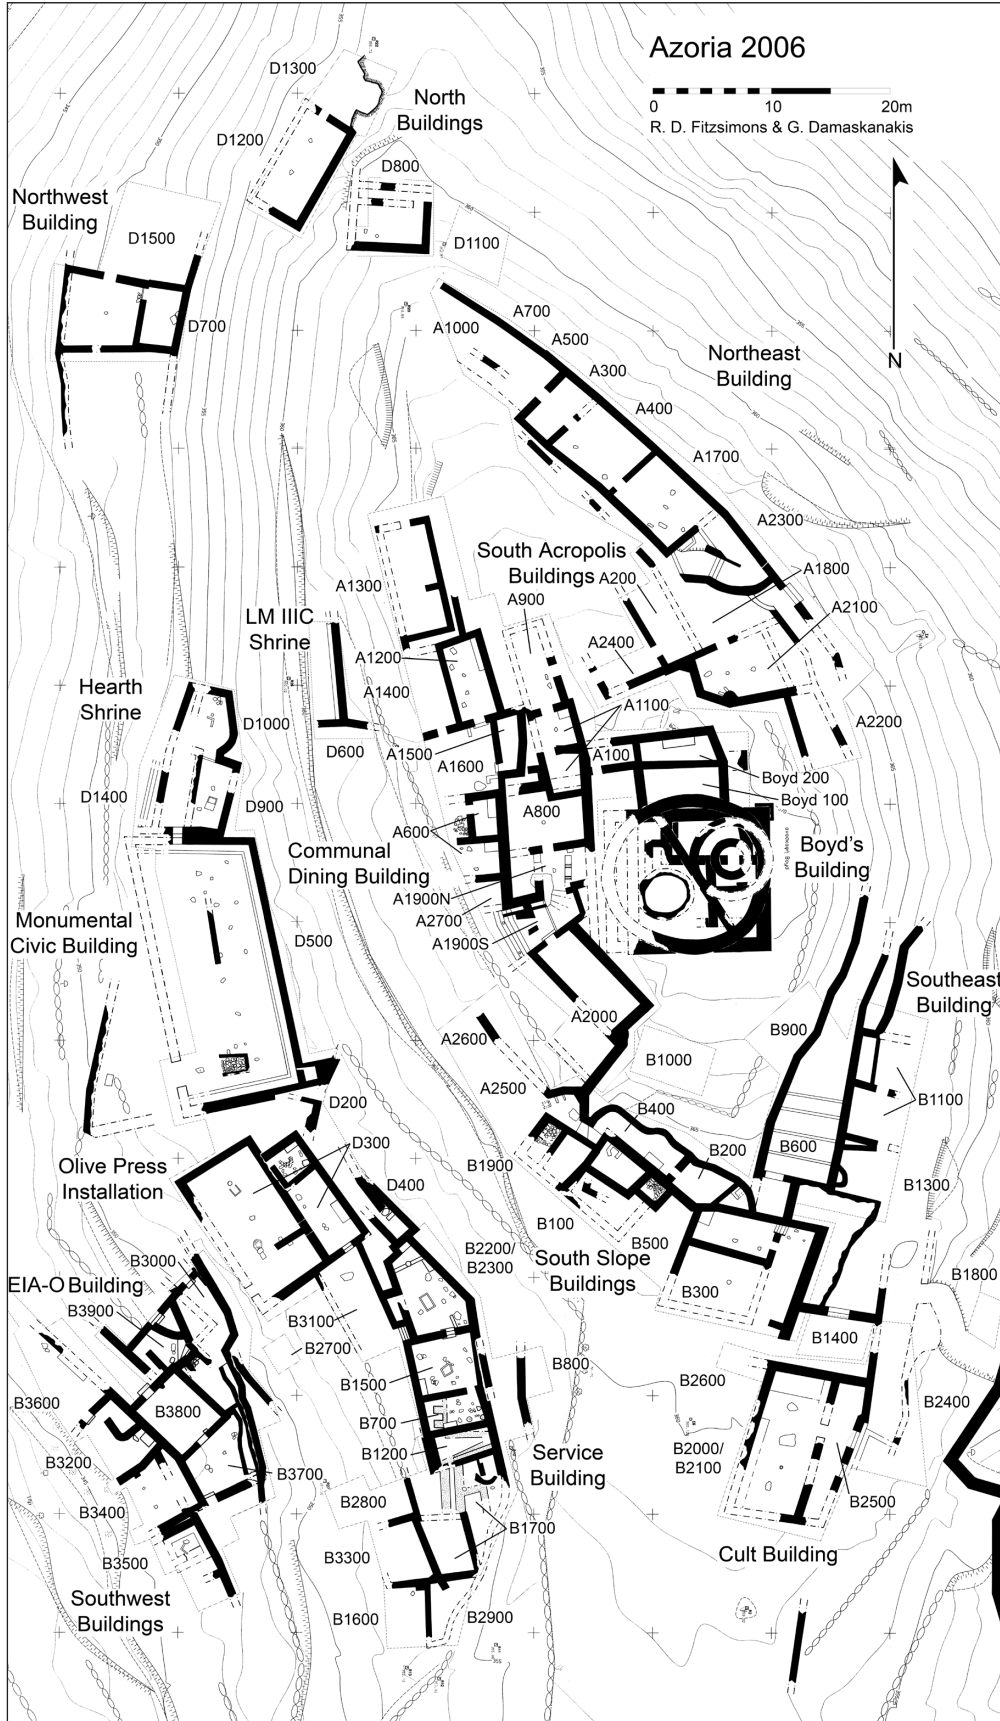 Azoria 2006
0 10 20m
R. D. Fitzsimons & G. Damaskanakis
N
D1300
North
Buildings
D1200
D800
Northwest
Building
D1500
D1100
D700
A1000
A700
A500
A300
A400
Northeast
Building
A1700
A2300
South Acropolis
Buildings
A200
A1800
A1300
A900
A2100
LM IIIC
Shrine
A2400
A1200
Hearth
Shrine
A1400
A1100
D1000
D600
A2200
A1500
A1600
A100
Boyd 200
Boyd 100
D1400
D900
A800
A600
Communal
Dining Building
Boyd's
Building
A1900N
A2700
A1900S
Monumental
Civic Building
D500
Southeast
Building
A2000
A2600
B900
B1000
A2500
B1100
D200
B400
B600
D300
B200
Olive Press
Installation
B1900
D400
B1300
B100
B500
B2200/
B2300
South Slope
Buildings
B3000
EIA-O Building
B1800
B3900
B300
B3100
B1400
B2700
B800
B1500
B2600
B3600
B3800
B700
B2400
B1200
B2000/
B2100
B3200
Service
Building
B3700
B2800
B2500
B3400
B1700
B3300
Cult Building
B3500
Southwest
Buildings
B1600
B2900